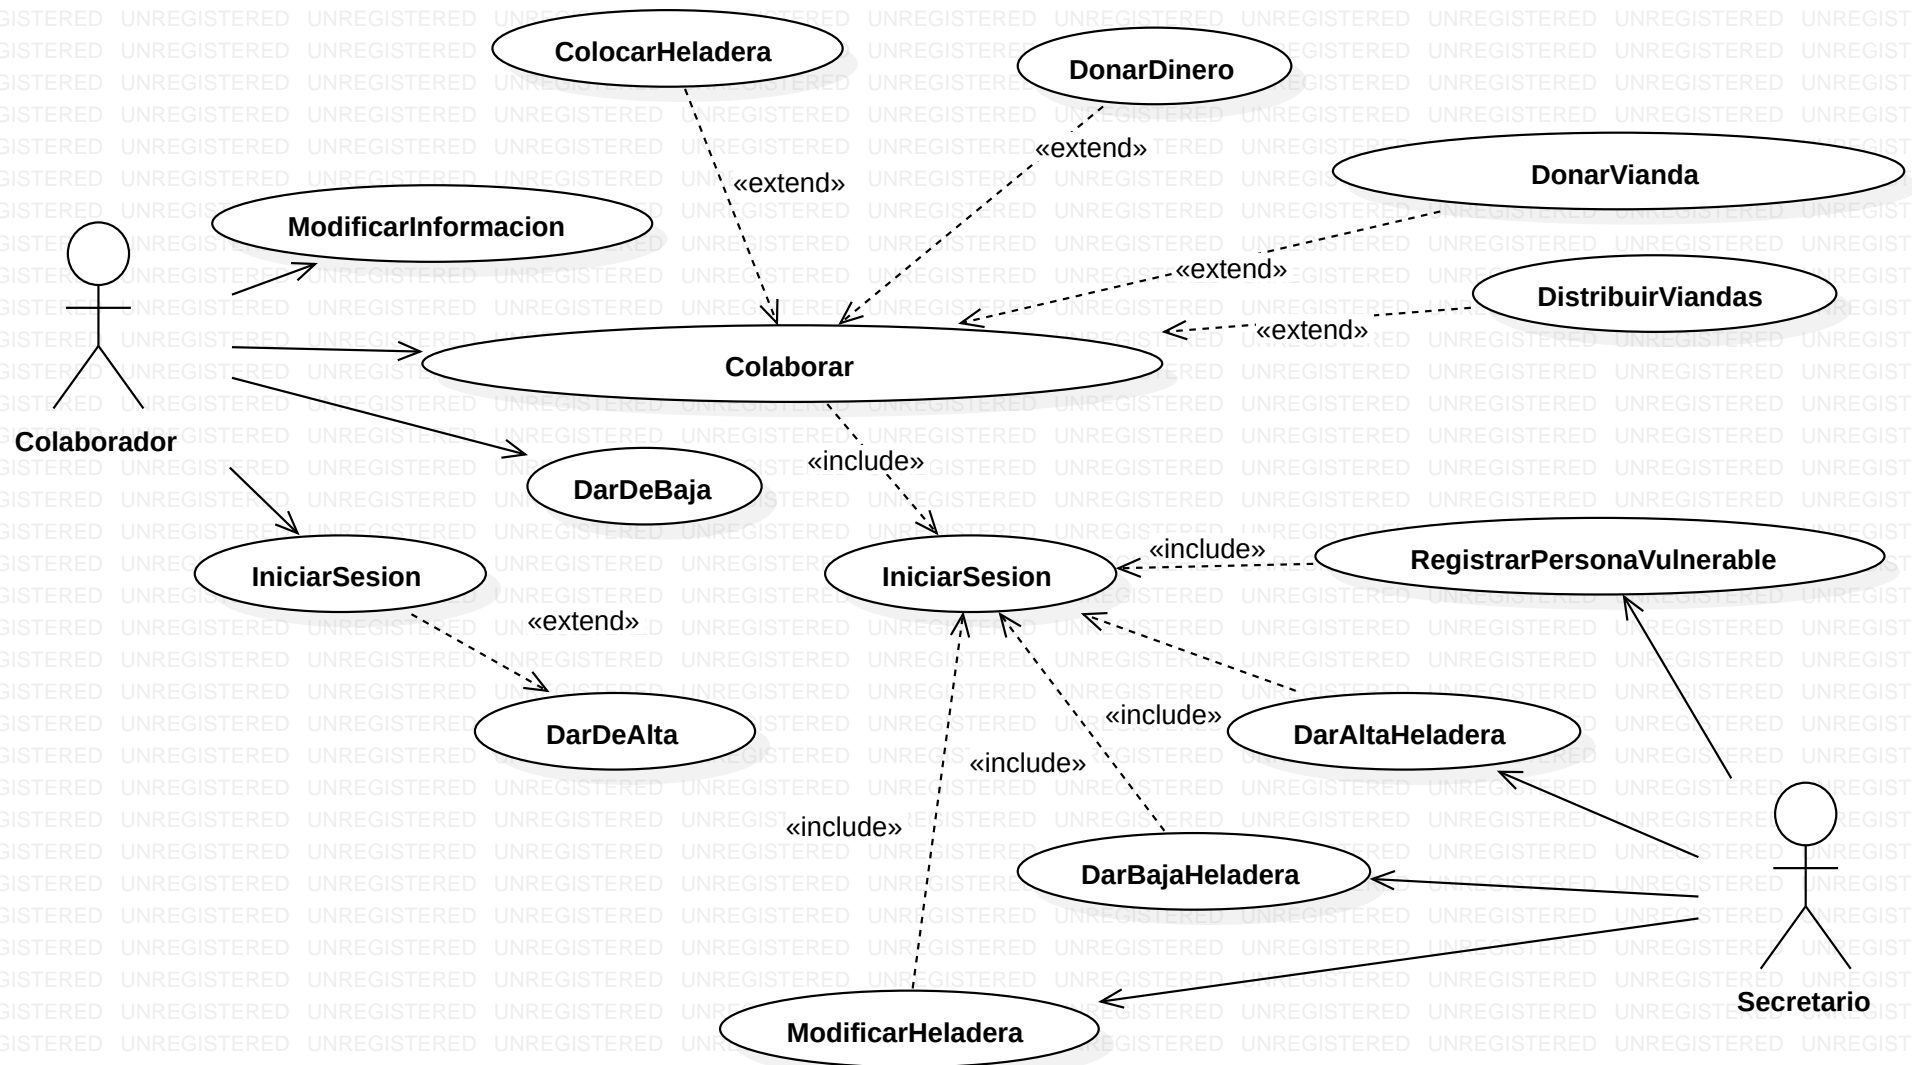 ColocarHeladera
DonarDinero
«extend»
DonarVianda
«extend»
ModificarInformacion
«extend»
DistribuirViandas
«extend»
Colaborar
Colaborador
«include»
DarDeBaja
«include»
RegistrarPersonaVulnerable
IniciarSesion
IniciarSesion
«extend»
«include»
DarDeAlta
DarAltaHeladera
«include»
«include»
DarBajaHeladera
Secretario
ModificarHeladera
UNREGISTERED